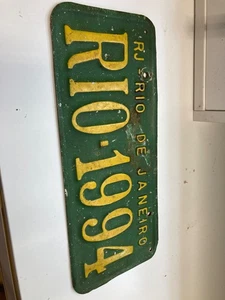 RJ · RIO DE JANEIRO
RIO·1994